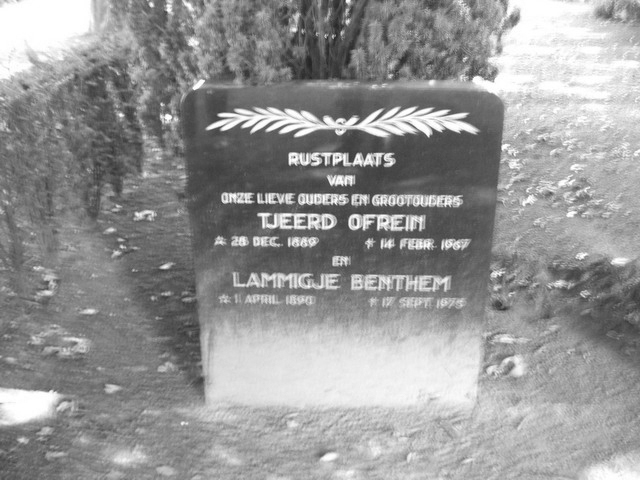 RUSTPLAATS
VAN
ONZE LIEVE OUDERS EN GROOTOUDERS
TJEERD OFREIN
☆ 28 DEC. 1889 † 14 FEBR. 1967
EN
LAMMIGJE BENTHEM
☆ 1 APRIL 1890 † 17 SEPT. 1975